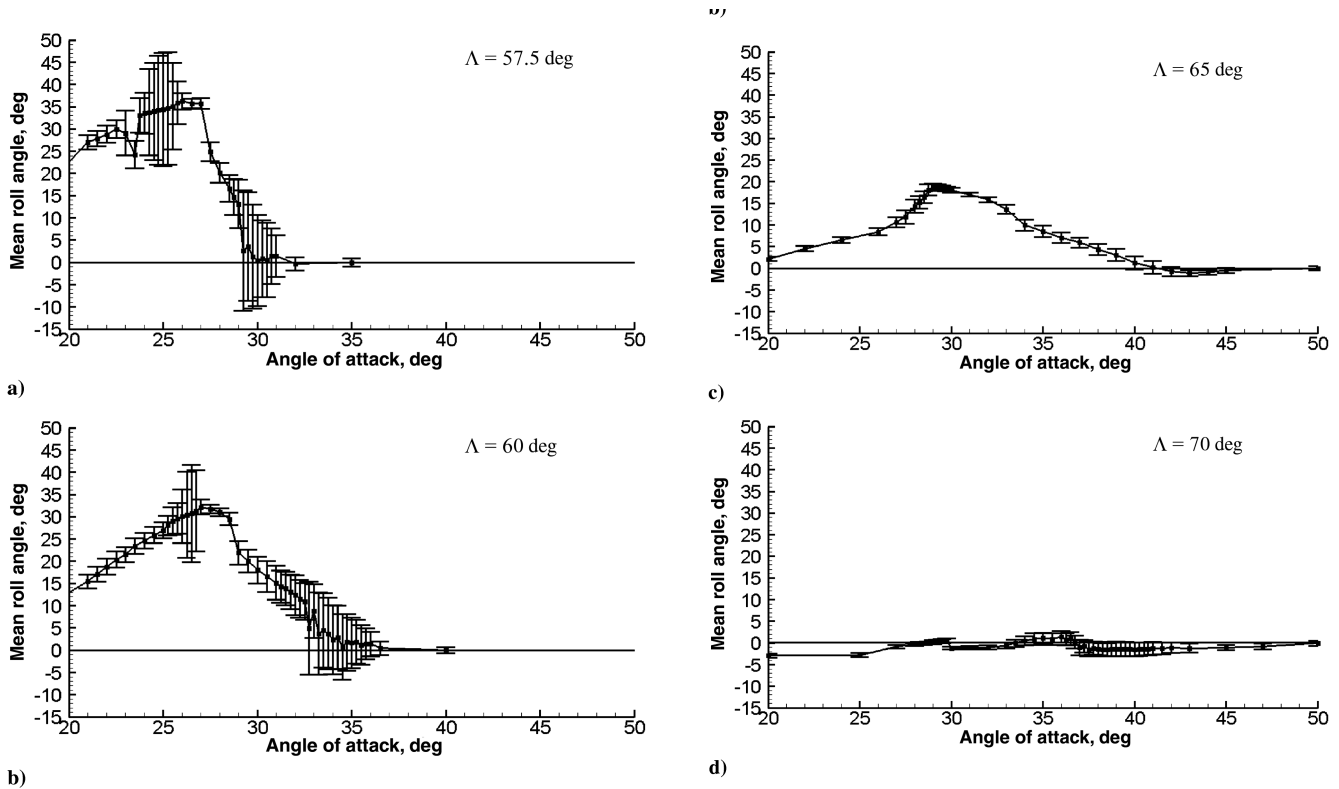 Λ = 57.5 deg
Mean roll angle, deg
50
45
40
35
30
25
20
15
10
5
0
-5
-10
-15
20 25 30 35 40 45 50
Angle of attack, deg
a)
Λ = 60 deg
Mean roll angle, deg
50
45
40
35
30
25
20
15
10
5
0
-5
-10
-15
20 25 30 35 40 45 50
Angle of attack, deg
b)
Λ = 65 deg
Mean roll angle, deg
50
45
40
35
30
25
20
15
10
5
0
-5
-10
-15
20 25 30 35 40 45 50
Angle of attack, deg
c)
Λ = 70 deg
Mean roll angle, deg
50
45
40
35
30
25
20
15
10
5
0
-5
-10
-15
20 25 30 35 40 45 50
Angle of attack, deg
d)